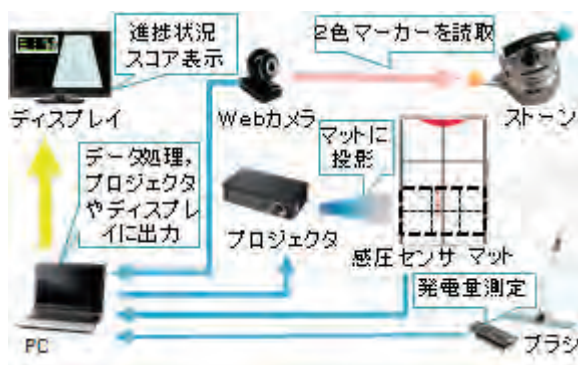 進捗状況
スコア表示
2色マーカーを読取
ディスプレイ
Webカメラ
ストーン
マットに
投影
データ処理,
プロジェクタ
やディスプレ
イに出力
プロジェクタ
感圧センサマット
発電量測定
PC
ブラシ